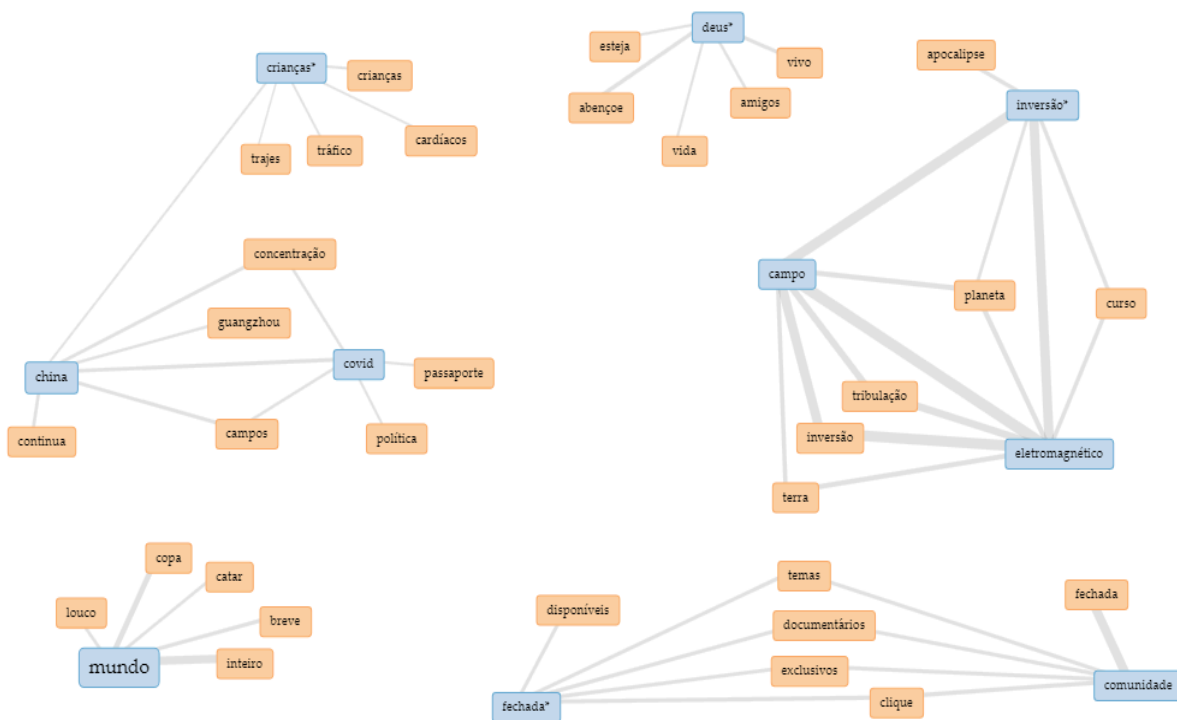 deus*
esteja
vivo
abençoe
amigos
vida
crianças*
crianças
cardíacos
tráfico
trajes
apocalipse
inversão*
campo
planeta
curso
tribulação
inversão
eletromagnético
terra
concentração
guangzhou
china
covid
passaporte
continua
campos
política
copa
catar
louco
breve
inteiro
mundo
temas
fechada
disponíveis
documentários
exclusivos
comunidade
clique
fechada*